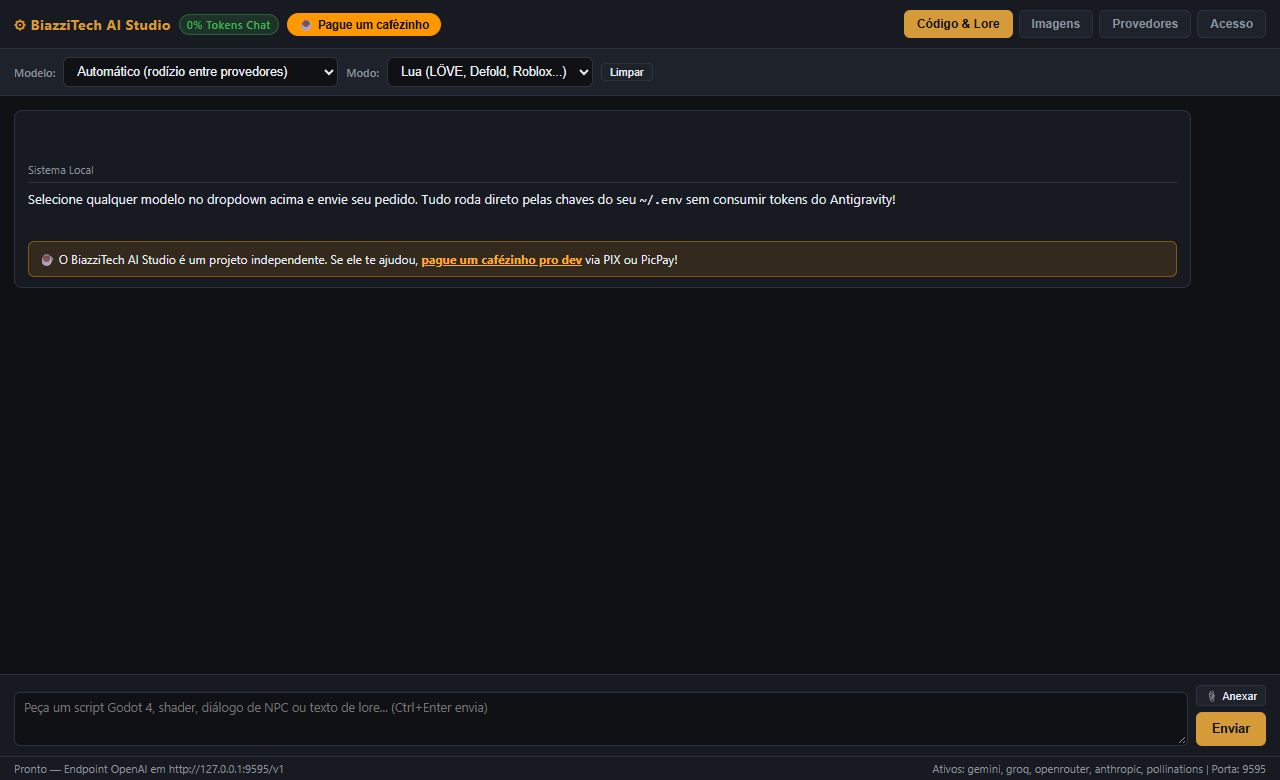 BiazziTech AI Studio
0% Tokens Chat
Pague um cafézinho
Código & Lore
Imagens
Provedores
Acesso
Modelo:
Automático (rodízio entre provedores)
Modo:
Lua (LÖVE, Defold, Roblox...)
Limpar
Sistema Local
Selecione qualquer modelo no dropdown acima e envie seu pedido. Tudo roda direto pelas chaves do seu ~/.env sem consumir tokens do Antigravity!
O BiazziTech AI Studio é um projeto independente. Se ele te ajudou, pague um cafézinho pro dev via PIX ou PicPay!
Peça um script Godot 4, shader, diálogo de NPC ou texto de lore... (Ctrl+Enter envia)
Anexar
Enviar
Pronto — Endpoint OpenAI em http://127.0.0.1:9595/v1
Ativos: gemini, groq, openrouter, anthropic, pollinations | Porta: 9595